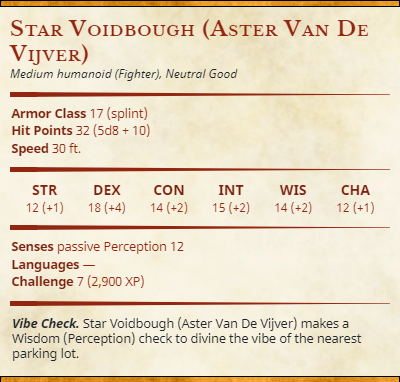 Star Voidbough (Aster Van De
Vijver)
Medium humanoid (Fighter), Neutral Good
Armor Class 17 (splint)
Hit Points 32 (5d8 + 10)
Speed 30 ft.
STR DEX CON INT WIS CHA
12 (+1) 18 (+4) 14 (+2) 15 (+2) 14 (+2) 12 (+1)
Senses passive Perception 12
Languages —
Challenge 7 (2,900 XP)
Vibe Check. Star Voidbough (Aster Van De Vijver) makes a
Wisdom (Perception) check to divine the vibe of the nearest
parking lot.